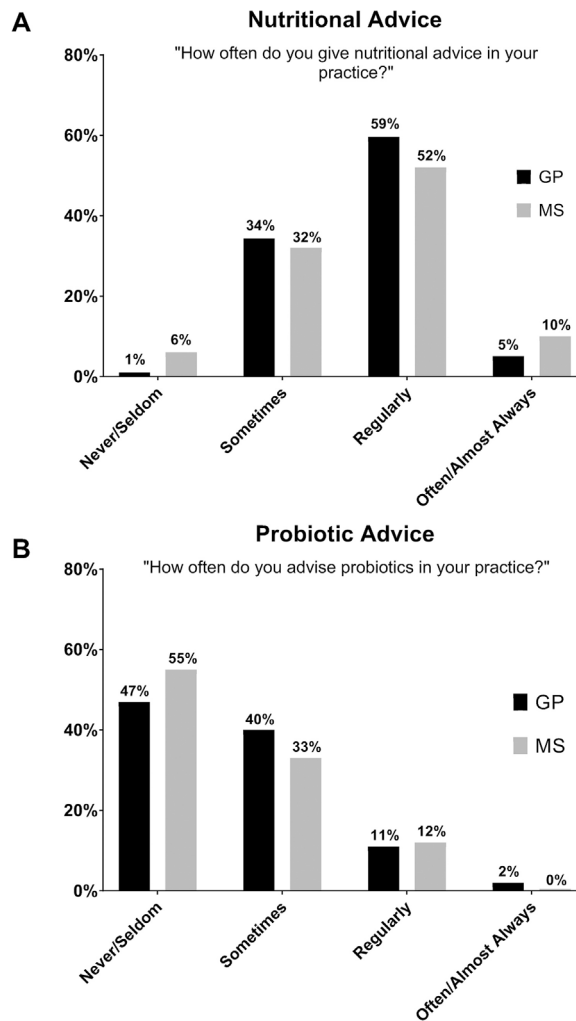 A
Nutritional Advice
"How often do you give nutritional advice in your
practice?"
80%
60%
40%
20%
0%
1%
6%
34%
32%
59%
52%
5%
10%
GP
MS
Never/Seldom
Sometimes
Regularly
Often/Almost Always
B
Probiotic Advice
"How often do you advise probiotics in your practice?"
80%
60%
40%
20%
0%
47%
55%
40%
33%
11%
12%
2%
0%
GP
MS
Never/Seldom
Sometimes
Regularly
Often/Almost Always